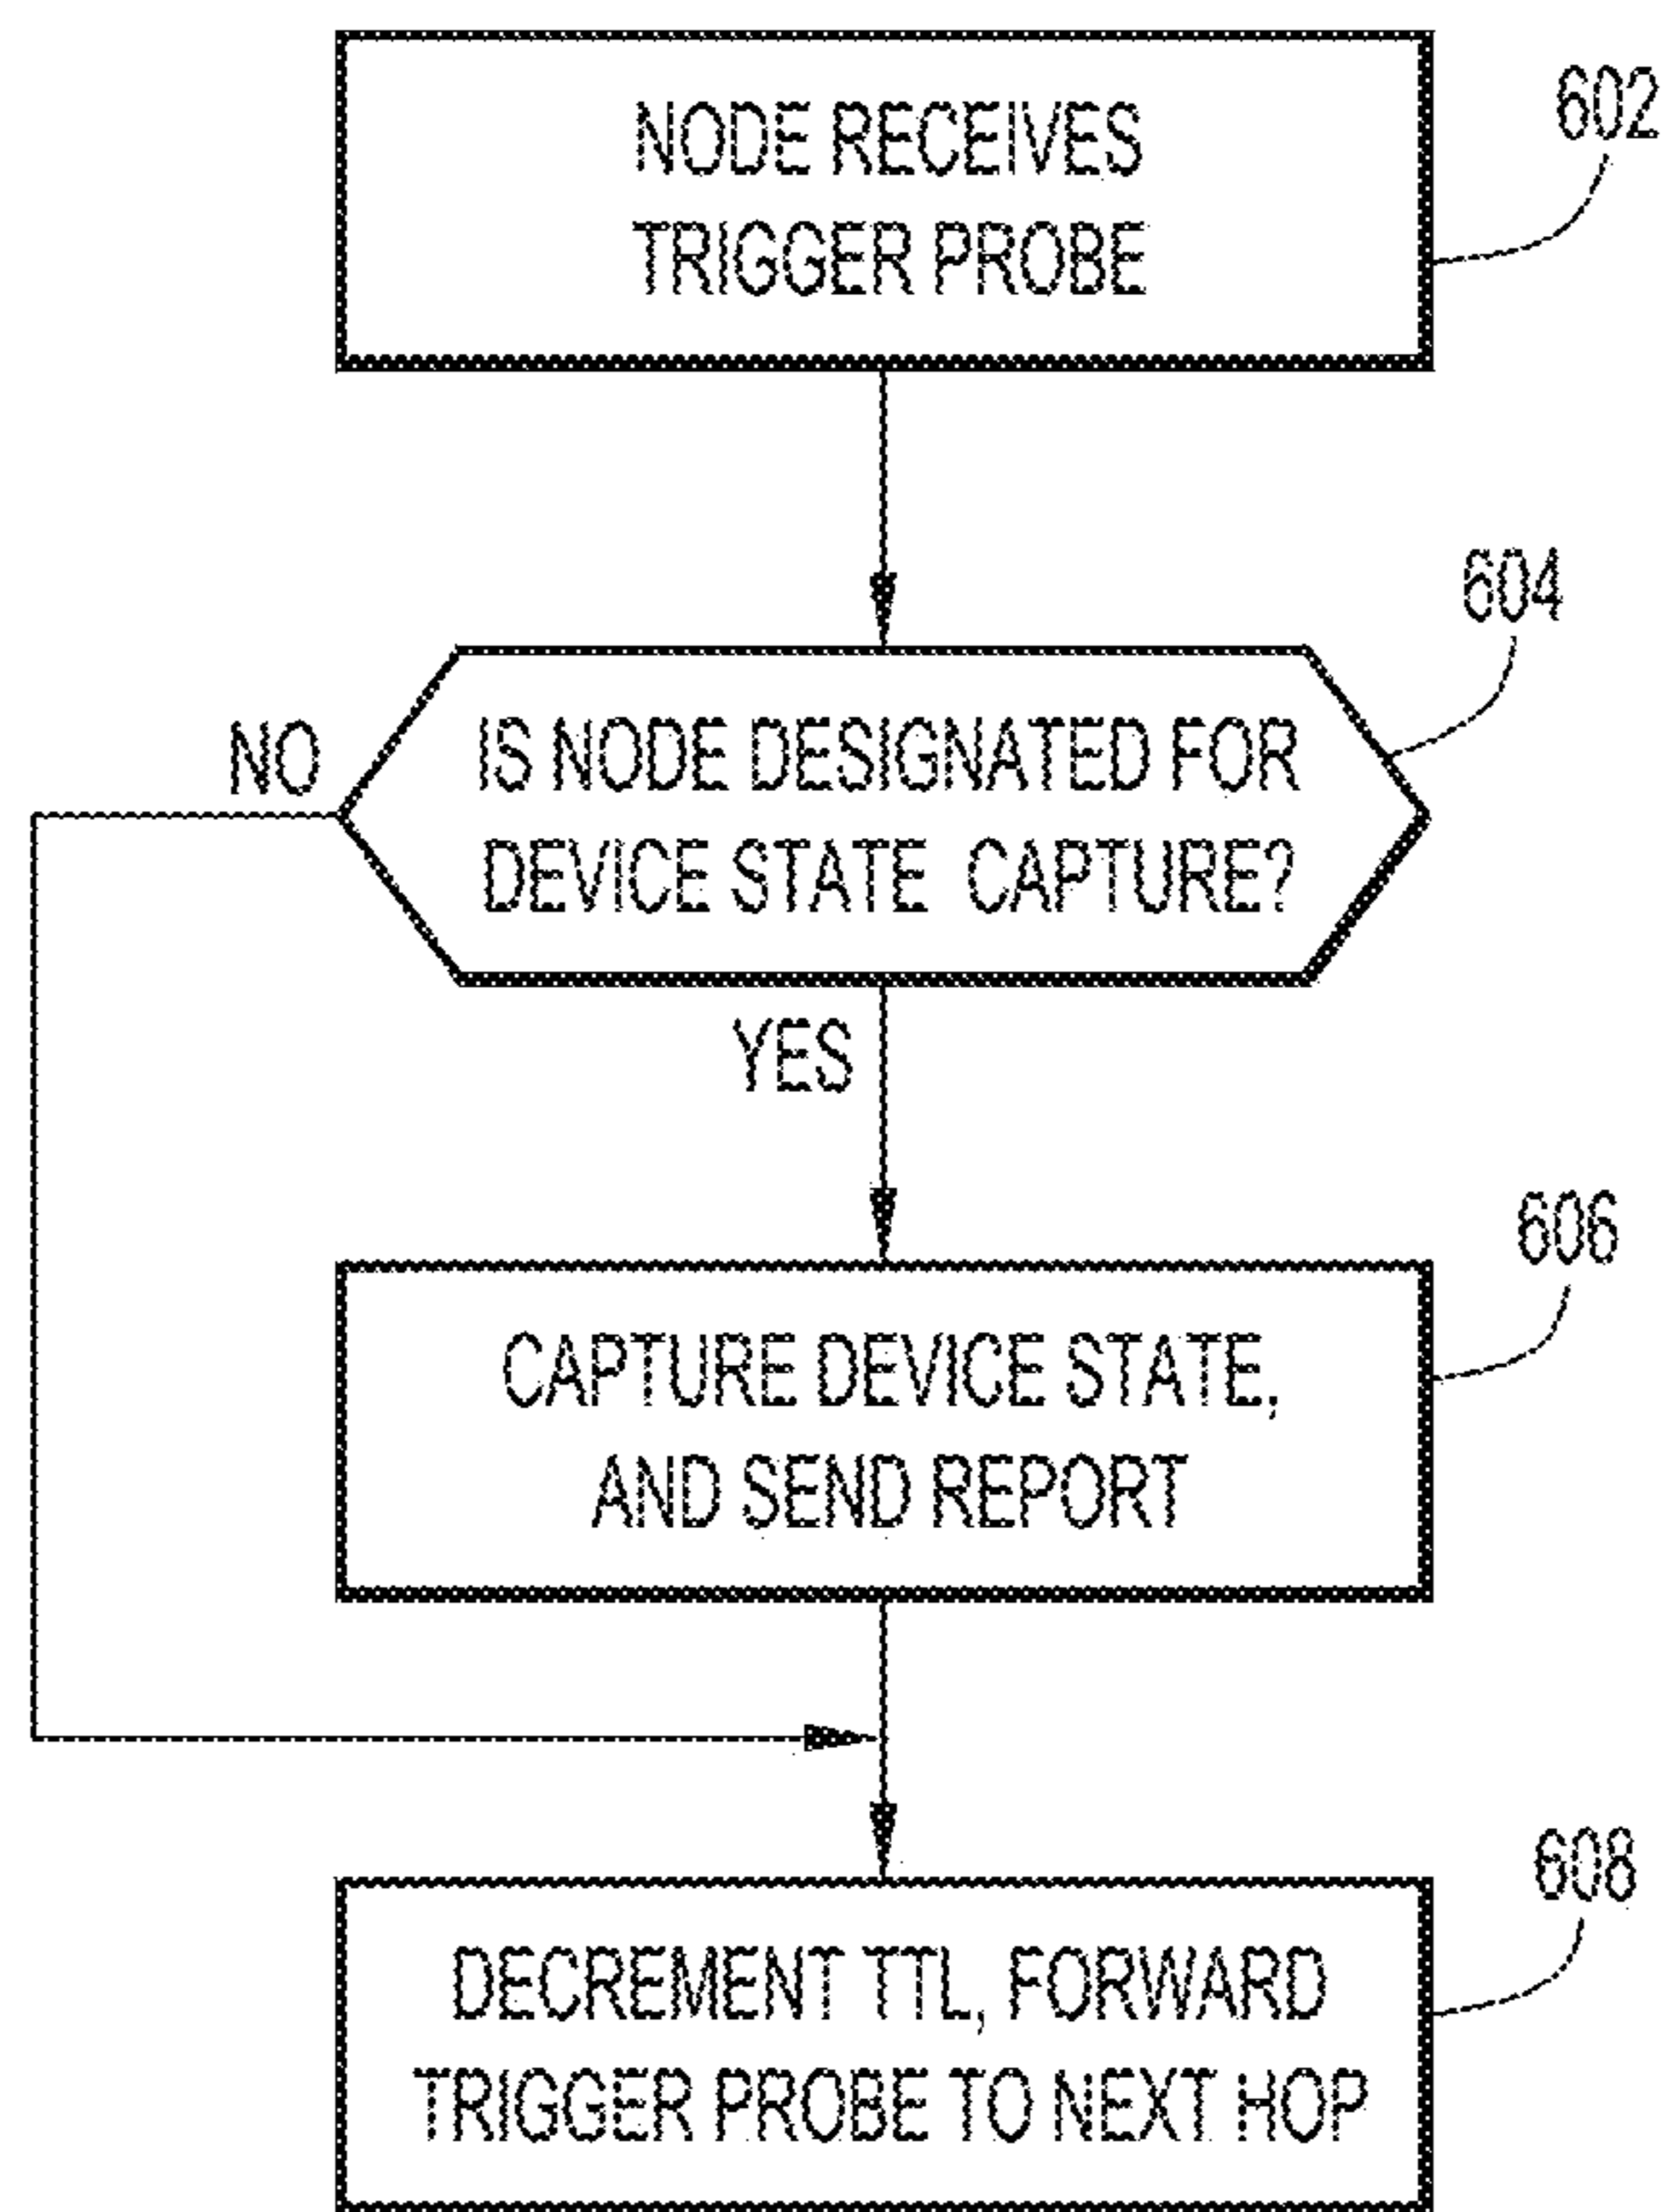 NODE RECEIVES
TRIGGER PROBE
602
604
NO
IS NODE DESIGNATED FOR
DEVICE STATE CAPTURE?
YES
606
CAPTURE DEVICE STATE,
AND SEND REPORT
608
DECREMENT TTL, FORWARD
TRIGGER PROBE TO NEXT HOP